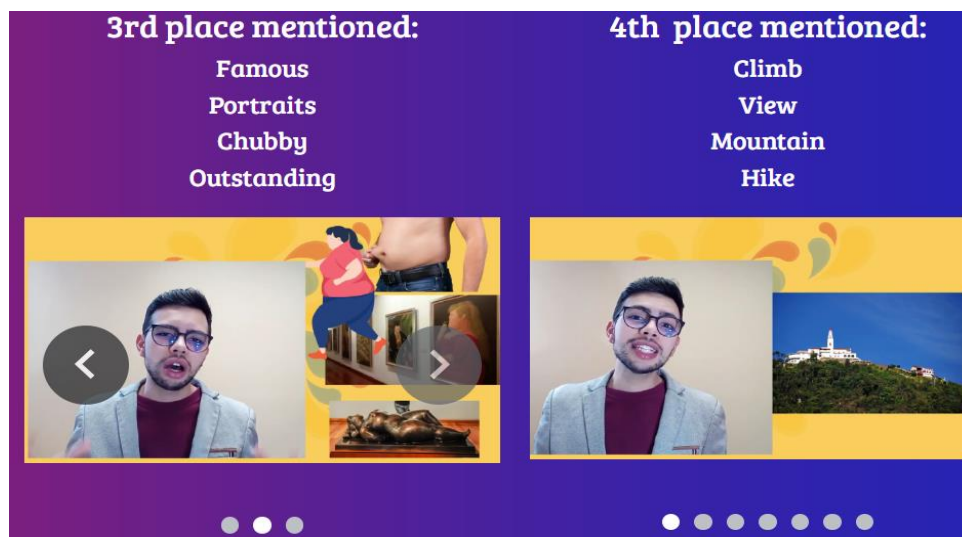 3rd place mentioned:
Famous
Portraits
Chubby
Outstanding
4th place mentioned:
Climb
View
Mountain
Hike